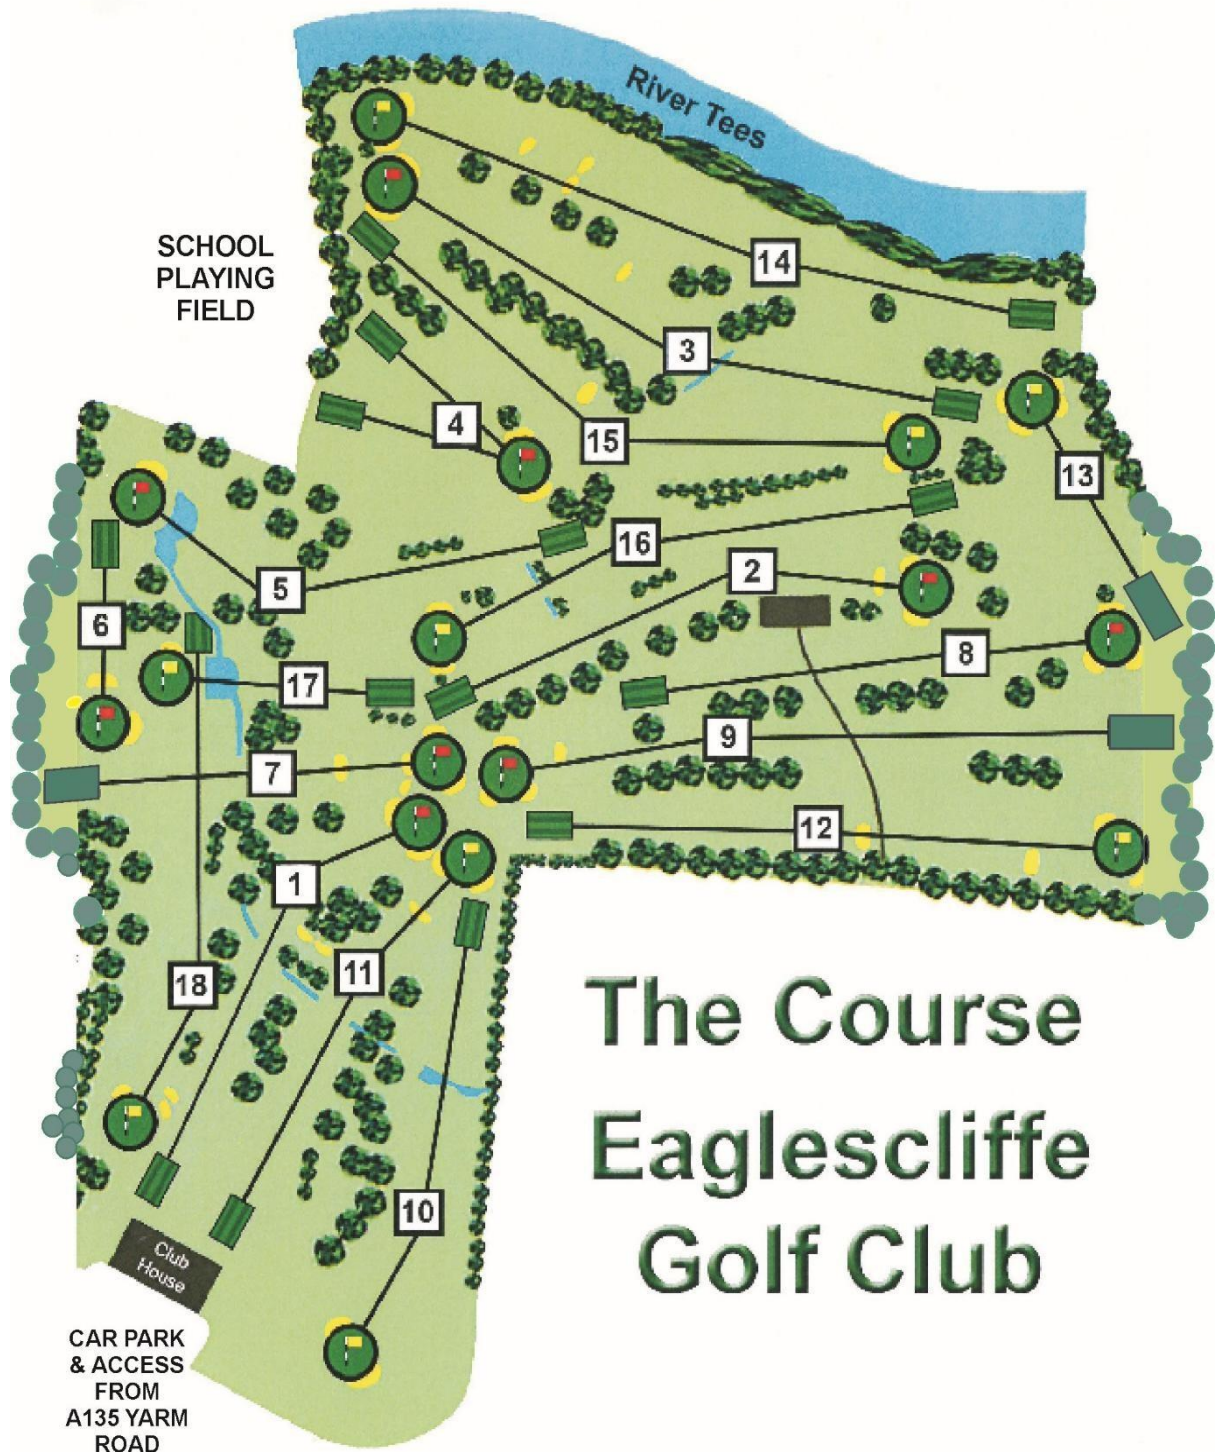 River Tees
SCHOOL
PLAYING
FIELD
14
3
4
15
13
16
2
5
6
8
17
9
7
12
1
11
18
10
The Course
Eaglescliffe
Golf Club
Club
House
CAR PARK
& ACCESS
FROM
A135 YARM
ROAD